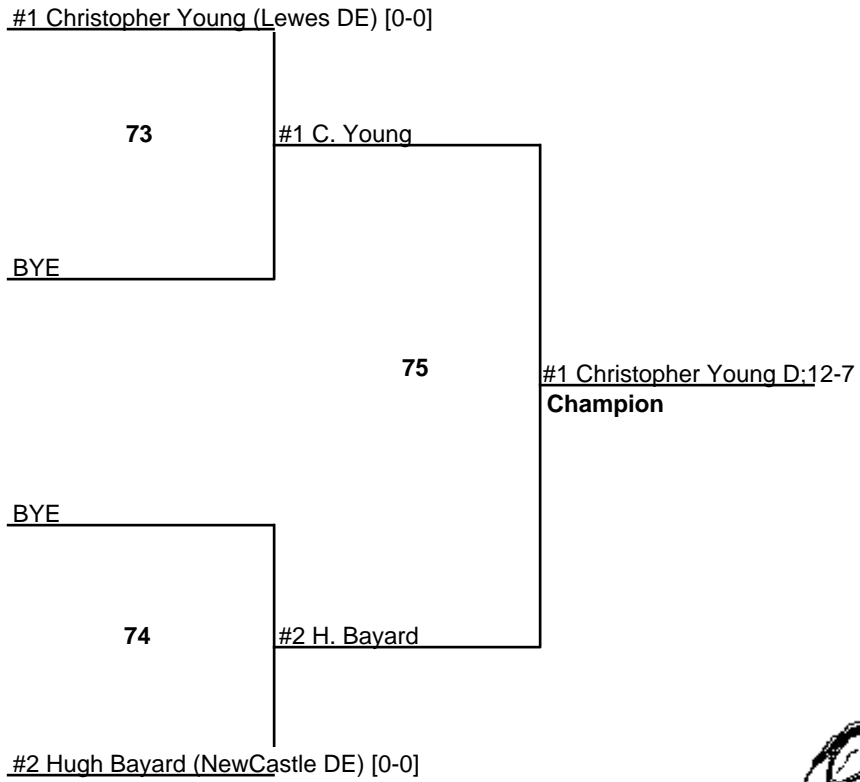 #1 Christopher Young (Lewes DE) [0-0]
73
#1 C. Young
BYE
75
#1 Christopher Young D;12-7
Champion
BYE
74
#2 H. Bayard
#2 Hugh Bayard (NewCastle DE) [0-0]